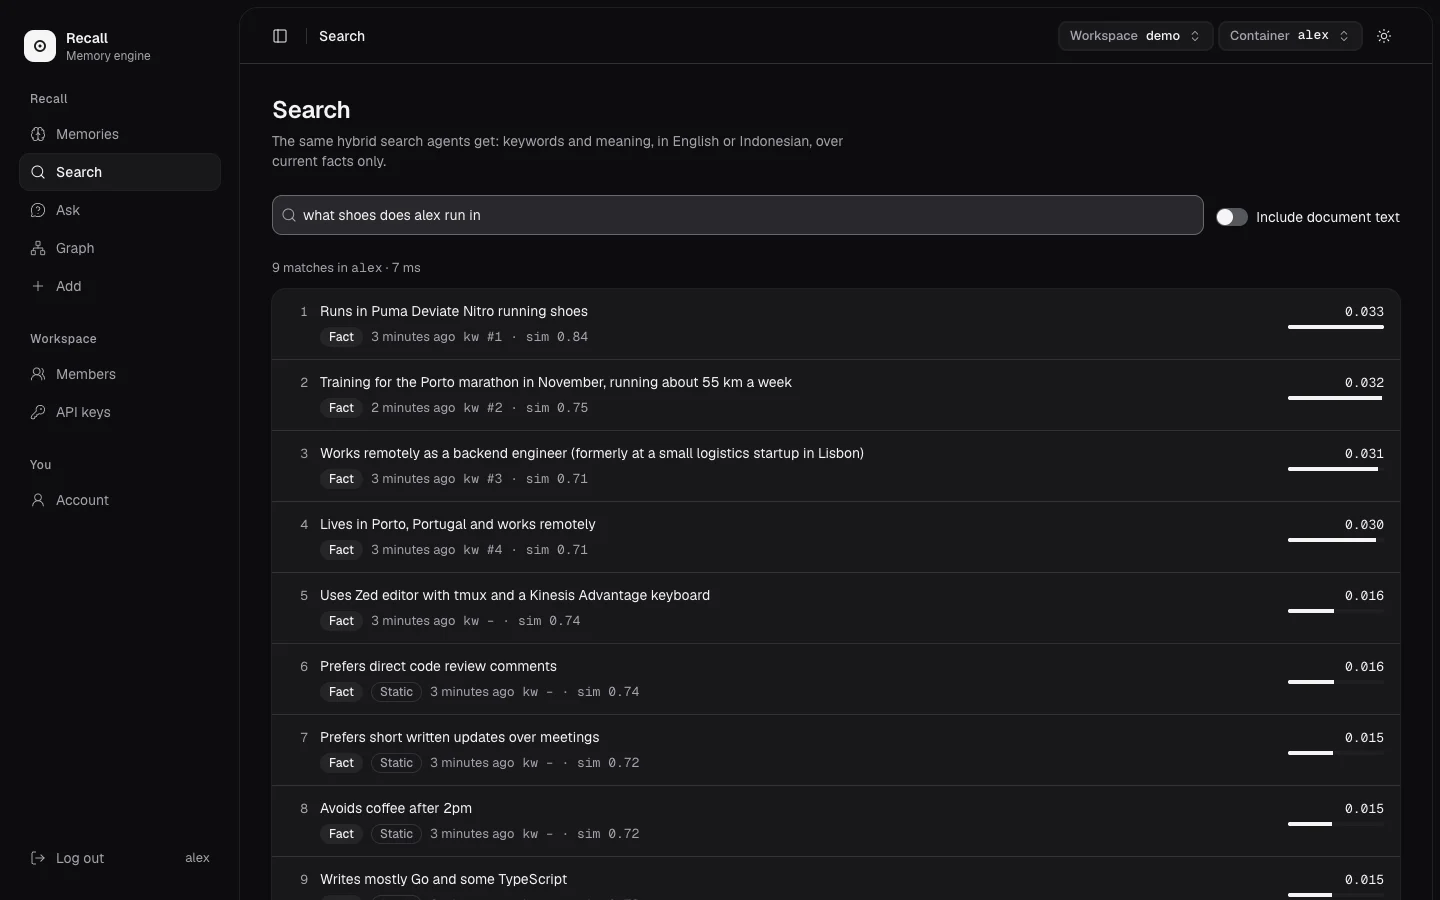 Recall
Memory engine
Search
Workspace demo
Container alex
Recall
Memories
Search
Ask
Graph
Add
Workspace
Members
API keys
You
Account
Log out
alex
Search
The same hybrid search agents get: keywords and meaning, in English or Indonesian, over
current facts only.
what shoes does alex run in
Include document text
9 matches in alex · 7 ms
1 Runs in Puma Deviate Nitro running shoes 0.033
Fact 3 minutes ago kw #1 · sim 0.84
2 Training for the Porto marathon in November, running about 55 km a week 0.032
Fact 2 minutes ago kw #2 · sim 0.75
3 Works remotely as a backend engineer (formerly at a small logistics startup in Lisbon) 0.031
Fact 3 minutes ago kw #3 · sim 0.71
4 Lives in Porto, Portugal and works remotely 0.030
Fact 3 minutes ago kw #4 · sim 0.71
5 Uses Zed editor with tmux and a Kinesis Advantage keyboard 0.016
Fact 3 minutes ago kw – · sim 0.74
6 Prefers direct code review comments 0.016
Fact Static 3 minutes ago kw – · sim 0.74
7 Prefers short written updates over meetings 0.015
Fact Static 3 minutes ago kw – · sim 0.72
8 Avoids coffee after 2pm 0.015
Fact Static 3 minutes ago kw – · sim 0.72
9 Writes mostly Go and some TypeScript 0.015